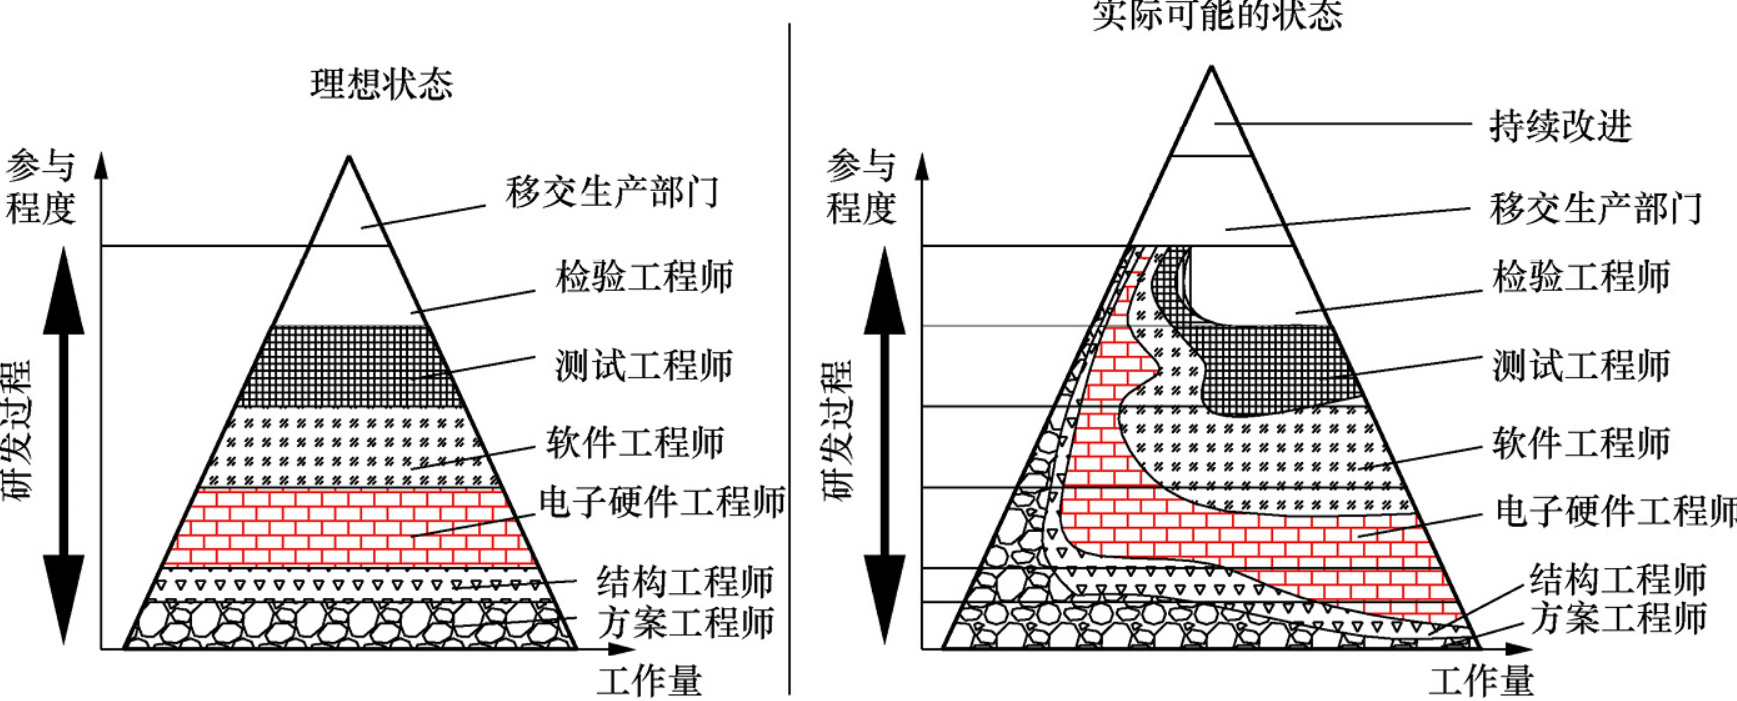 理想状态
参与
程度
研发过程
移交生产部门
检验工程师
测试工程师
软件工程师
电子硬件工程师
结构工程师
方案工程师
工作量
实际可能的状态
参与
程度
研发过程
持续改进
移交生产部门
检验工程师
测试工程师
软件工程师
电子硬件工程师
结构工程师
方案工程师
工作量